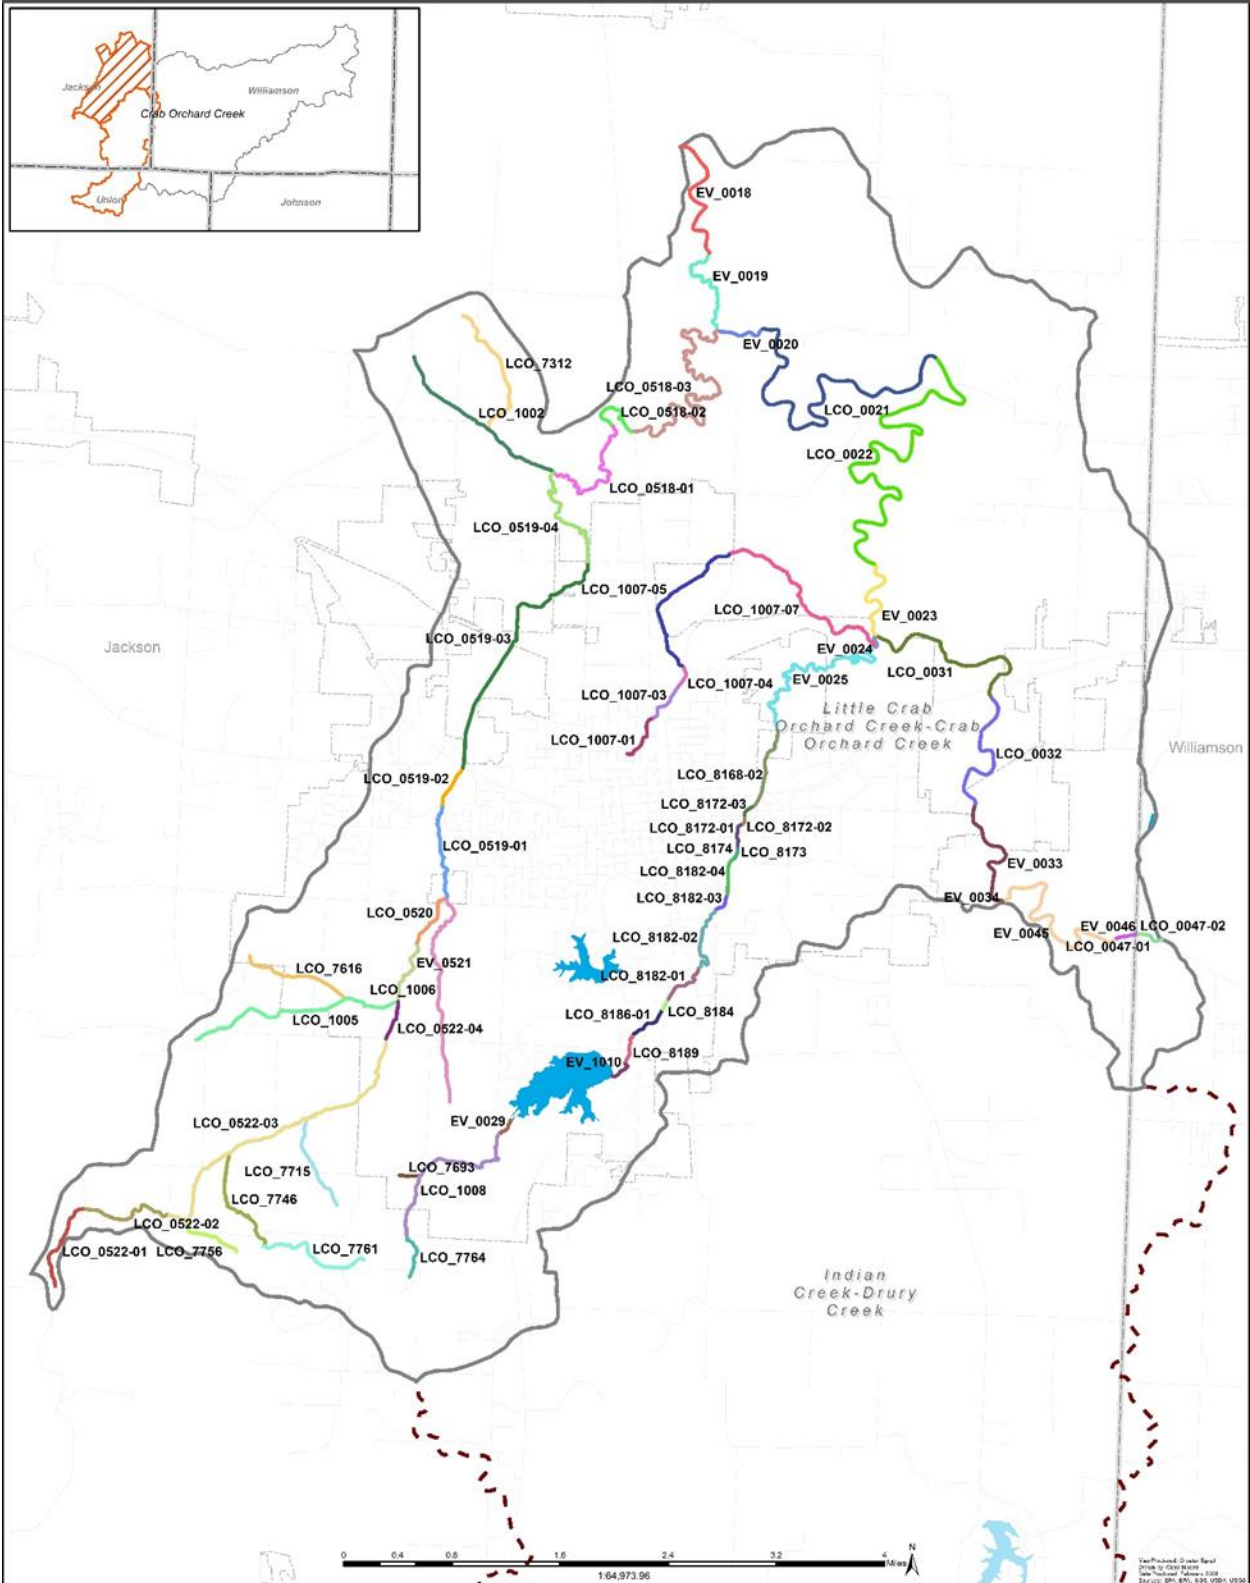 Jackson
Williamson
Crab Orchard Creek
Union
Johnson
EV_0018
EV_0019
EV_0020
LCO_7312
LCO_0518-03
LCO_1002
LCO_0518-02
LCO_0021
LCO_0022
LCO_0518-01
LCO_0519-04
LCO_1007-05
LCO_1007-07
EV_0023
LCO_0519-03
Jackson
EV_0024
LCO_0031
EV_0025
LCO_1007-04
LCO_1007-03
Little Crab
Orchard Creek-Crab
Orchard Creek
LCO_1007-01
Williamson
LCO_0032
LCO_0519-02
LCO_8168-02
LCO_8172-03
LCO_8172-01
LCO_8172-02
LCO_0519-01
LCO_8174
LCO_8173
EV_0033
LCO_8182-04
LCO_8182-03
EV_0034
LCO_0520
EV_0046
LCO_0047-02
EV_0045
LCO_8182-02
LCO_0047-01
EV_0521
LCO_7616
LCO_8182-01
LCO_1006
LCO_1005
LCO_0522-04
LCO_8186-01
LCO_8184
LCO_8189
EV_1010
LCO_0522-03
EV_0029
LCO_7715
LCO_7693
LCO_1008
LCO_7746
LCO_0522-02
LCO_0522-01
LCO_7756
LCO_7761
LCO_7764
Indian
Creek-Drury
Creek
0 0.4 0.8 1.6 2.4 3.2 4
Miles
N
1:64,973.96